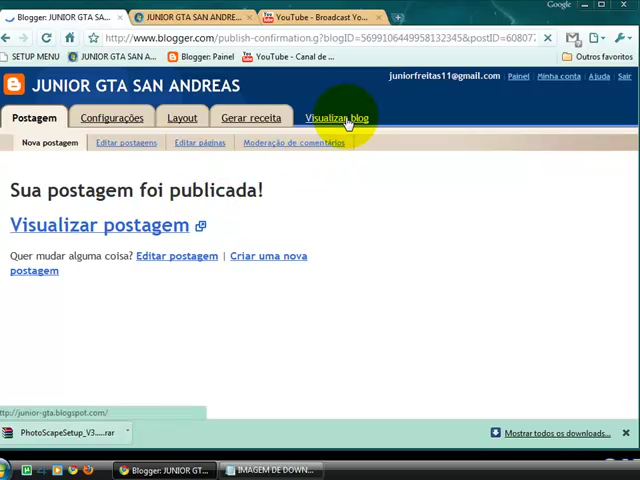 Google
Blogger: JUNIOR GTA SA... × JUNIOR GTA SAN ANDRE... × YouTube - Broadcast Yo... × +
http://www.blogger.com/publish-confirmation.g?blogID=5699106449958132345&postID=60807
SETUP MENU JUNIOR GTA SAN A... Blogger: Painel YouTube - Canal de ... Outros favoritos
JUNIOR GTA SAN ANDREAS
juniorfreitas11@gmail.com | Painel | Minha conta | Ajuda | Sair
Postagem Configurações Layout Gerar receita Visualizar blog
Nova postagem Editar postagens Editar páginas Moderação de comentários
Sua postagem foi publicada!
Visualizar postagem
Quer mudar alguma coisa? Editar postagem | Criar uma nova
postagem
http://junior-gta.blogspot.com/
PhotoScapeSetup_V3.....rar
Mostrar todos os downloads...
Blogger: JUNIOR GT... IMAGEM DE DOWN...